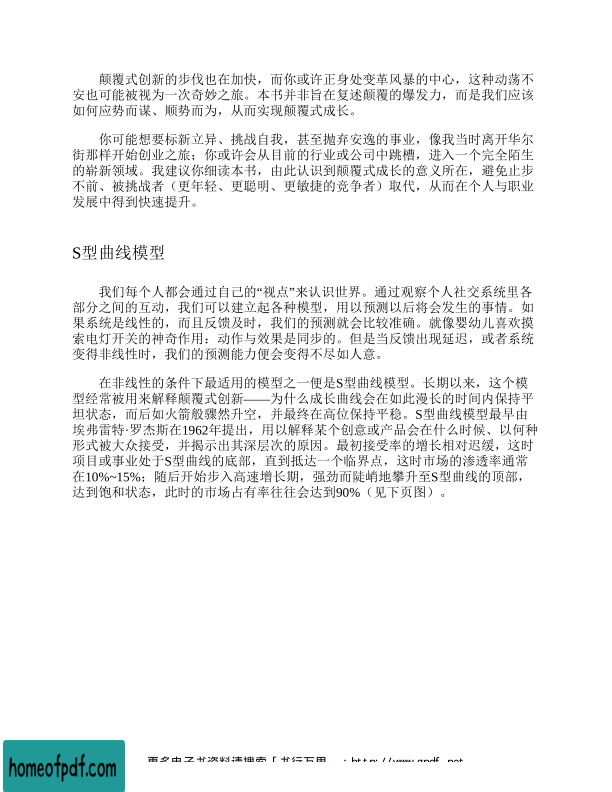 颠覆式创新的步伐也在加快，而你或许正身处变革风暴的中心，这种动荡不
安也可能被视为一次奇妙之旅。本书并非旨在复述颠覆的爆发力，而是我们应该
如何应势而谋、顺势而为，从而实现颠覆式成长。
你可能想要标新立异、挑战自我，甚至抛弃安逸的事业，像我当时离开华尔
街那样开始创业之旅；你或许会从目前的行业或公司中跳槽，进入一个完全陌生
的崭新领域。我建议你细读本书，由此认识到颠覆式成长的意义所在，避免止步
不前、被挑战者（更年轻、更聪明、更敏捷的竞争者）取代，从而在个人与职业
发展中得到快速提升。
S型曲线模型
我们每个人都会通过自己的“视点”来认识世界。通过观察个人社交系统里各
部分之间的互动，我们可以建立起各种模型，用以预测以后将会发生的事情。如
果系统是线性的，而且反馈及时，我们的预测就会比较准确。就像婴幼儿喜欢摸
索电灯开关的神奇作用；动作与效果是同步的。但是当反馈出现延迟，或者系统
变得非线性时，我们的预测能力便会变得不尽如人意。
在非线性的条件下最适用的模型之一便是S型曲线模型。长期以来，这个模
型经常被用来解释颠覆式创新——为什么成长曲线会在如此漫长的时间内保持平
坦状态，而后如火箭般骤然升空，并最终在高位保持平稳。S型曲线模型最早由
埃弗雷特·罗杰斯在1962年提出，用以解释某个创意或产品会在什么时候、以何种
形式被大众接受，并揭示出其深层次的原因。最初接受率的增长相对迟缓，这时
项目或事业处于S型曲线的底部，直到抵达一个临界点，这时市场的渗透率通常
在10%~15%；随后开始步入高速增长期，强劲而陡峭地攀升至S型曲线的顶部，
达到饱和状态，此时的市场占有率往往会达到90%（见下页图）。
更多电子书资料请搜索「书行万里
homeofpdf.com